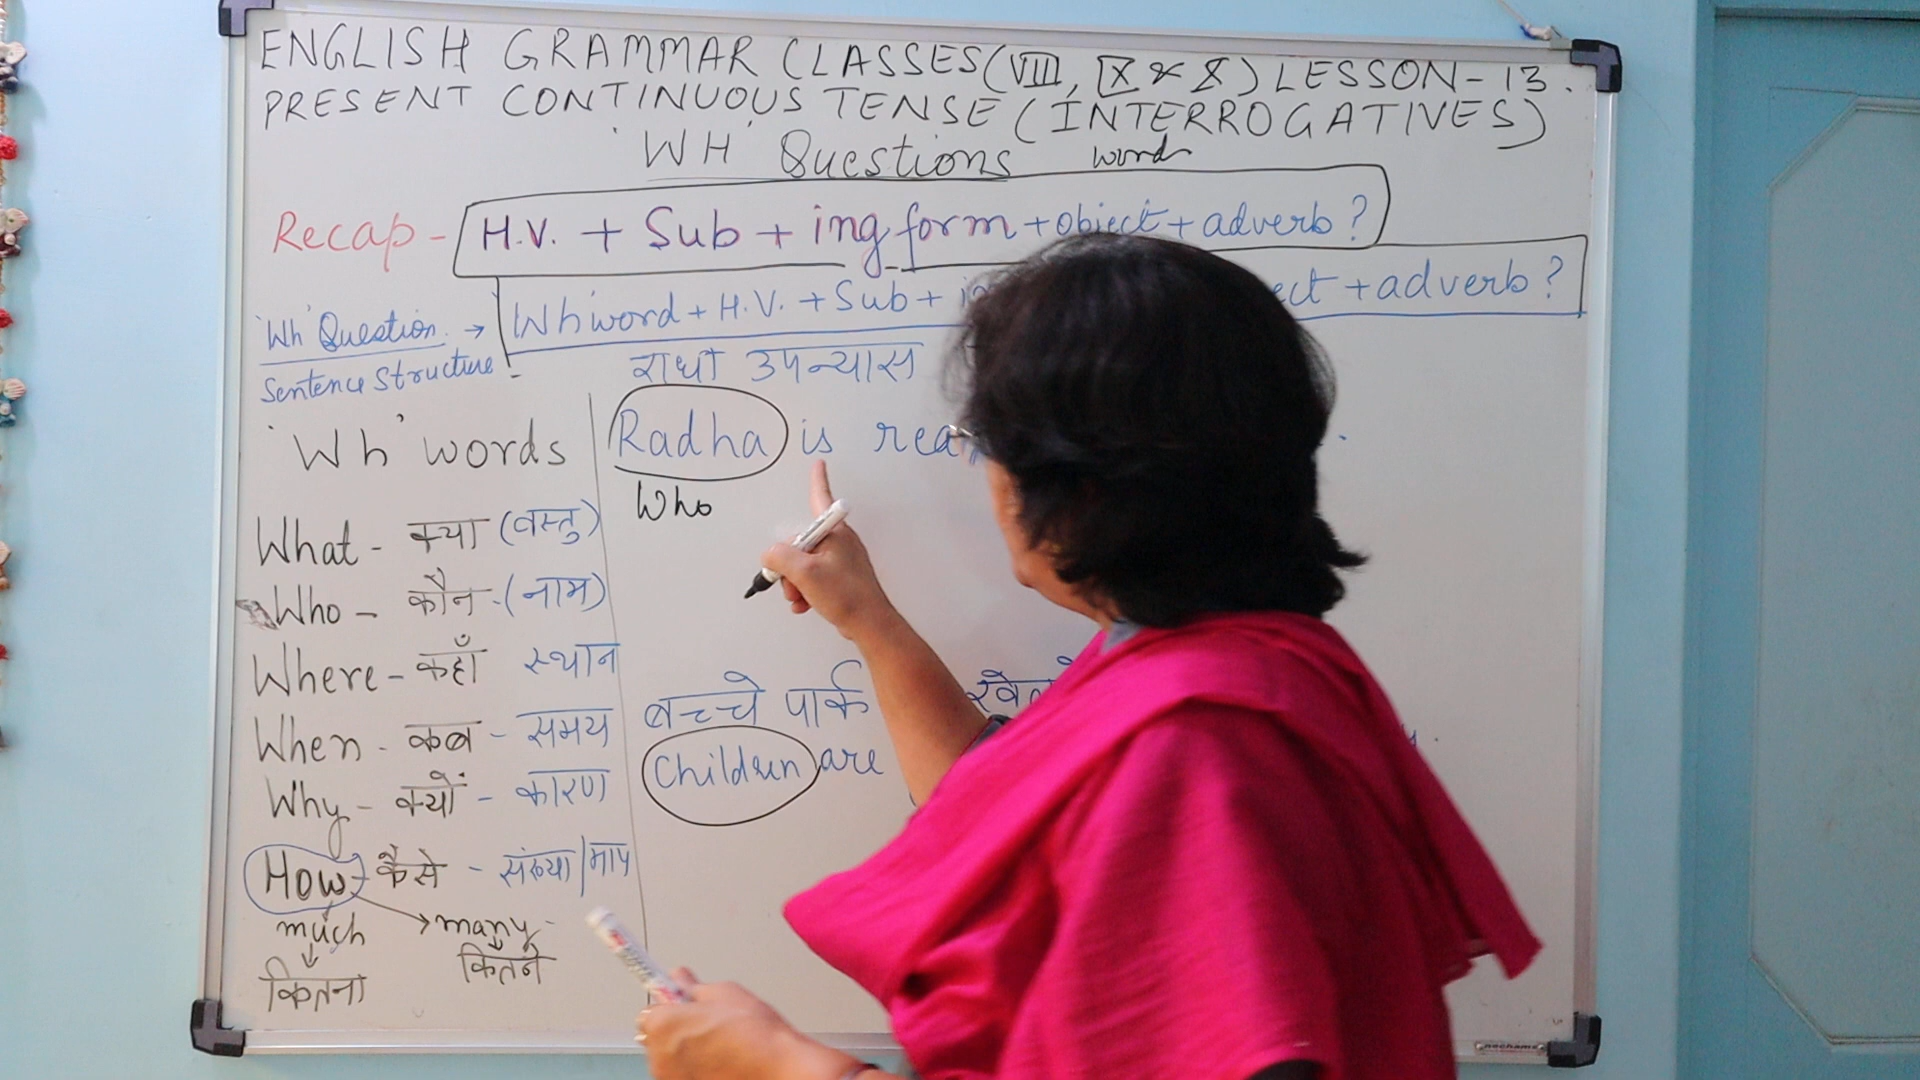 ENGLISH GRAMMAR CLASSES (VIII, IX & X) LESSON-13.
PRESENT CONTINUOUS TENSE (INTERROGATIVES)
'WH' Questions words
Recap - H.V. + Sub + ing form + object + adverb?
'Wh' Question → Wh'word + H.V. + Sub + ect + adverb?
Sentence Structure -
राधा उपन्यास
'Wh' words
Radha is rea
Who
What - क्या (वस्तु)
Who - कौन - (नाम)
Where - कहाँ स्थान
When - कब - समय
Why - क्यों - कारण
How - कैसे - संख्या/माप
much → many -
कितना कितने
बच्चे पार्क खेल
Children are